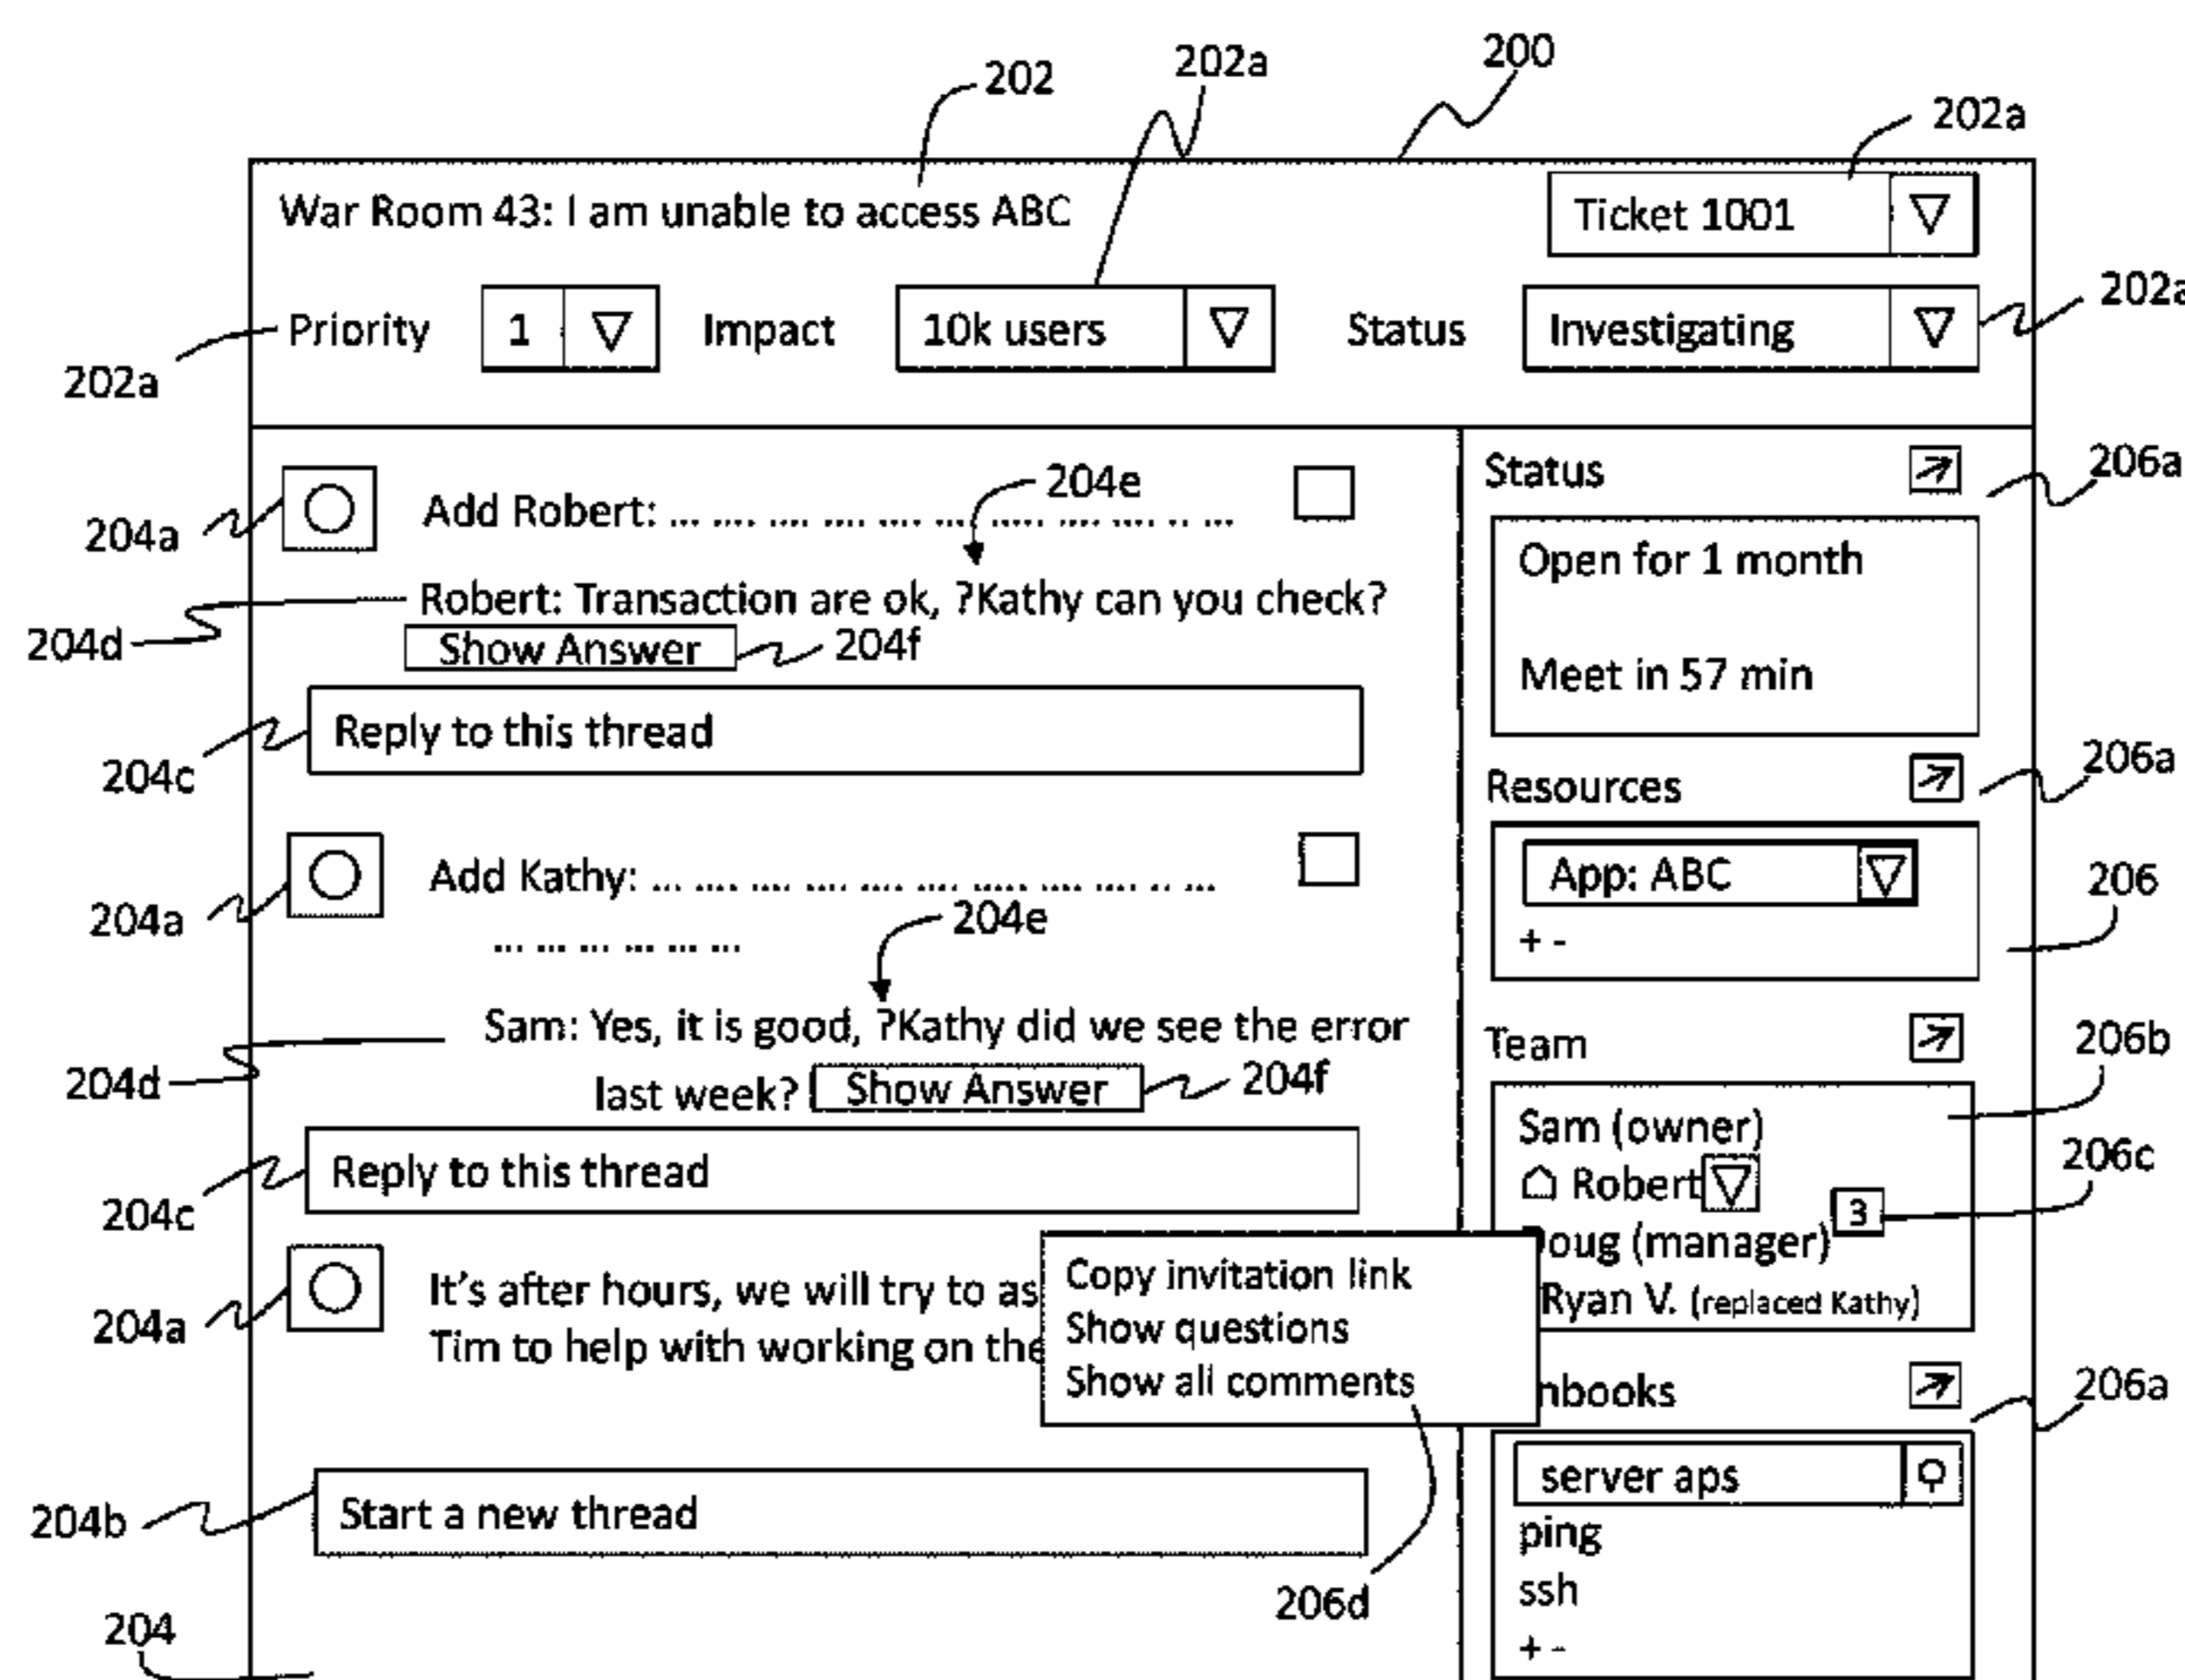 200
202
202a
202a
War Room 43: I am unable to access ABC
Ticket 1001
Priority 1 Impact 10k users Status Investigating
202a
202a
204e
Status
206a
204a
Add Robert:
Open for 1 month
Robert: Transaction are ok, ?Kathy can you check?
204d
Show Answer
204f
Meet in 57 min
Reply to this thread
204c
Resources
206a
Add Kathy:
App: ABC
206
204a
204e
+ -
Sam: Yes, it is good, ?Kathy did we see the error
last week?
Show Answer
204f
204d
Team
206b
Sam (owner)
Robert
206c
3
oug (manager)
Ryan V. (replaced Kathy)
Reply to this thread
204c
It's after hours, we will try to as
Tim to help with working on the
204a
Copy invitation link
Show questions
Show all comments
206d
nbooks
206a
server aps
ping
ssh
+ -
Start a new thread
204b
204